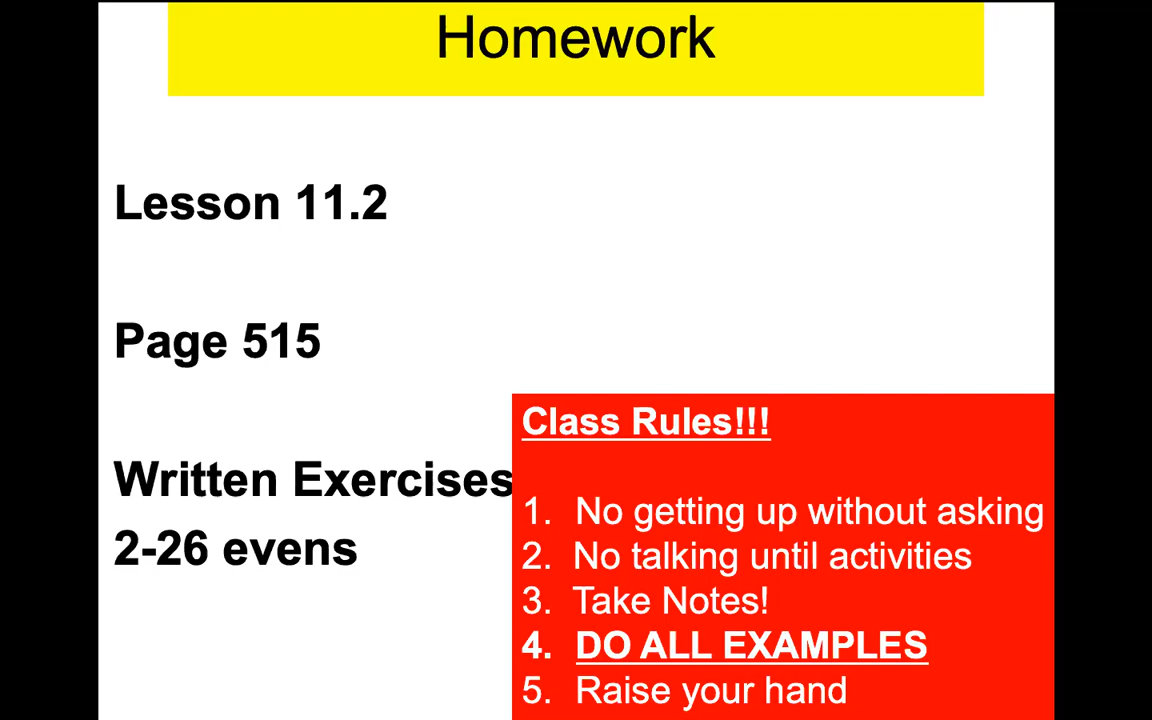 Homework
Lesson 11.2
Page 515
Written Exercises
2-26 evens
Class Rules!!!
1. No getting up without asking
2. No talking until activities
3. Take Notes!
4. DO ALL EXAMPLES
5. Raise your hand